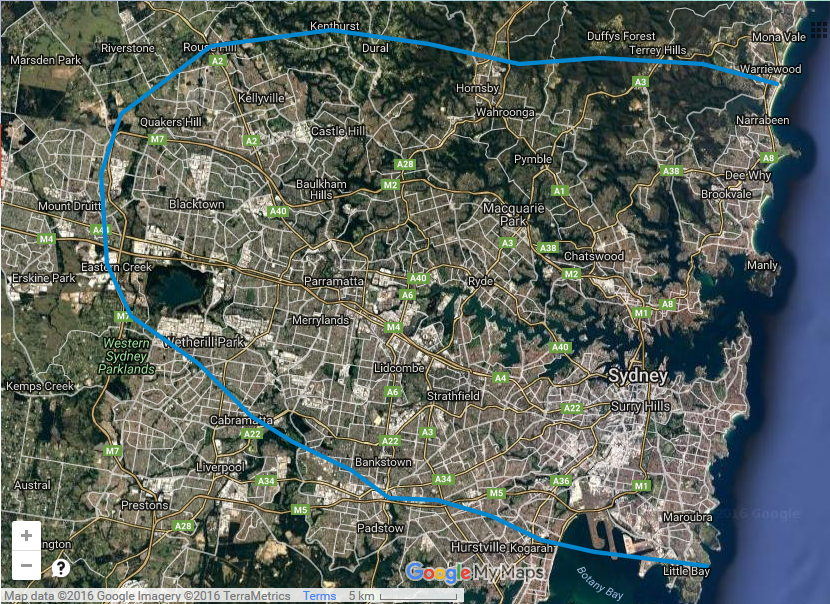 Kenthurst
Duffys Forest
Mona Vale
Riverstone
Rouse Hill
Dural
Terrey Hills
Marsden Park
A2
Warriewood
A3
Hornsby
Kellyville
Wahroonga
Narrabeen
Quakers Hill
Castle Hill
M7
A2
A8
Pymble
A28
A38
Dee Why
M2
A1
Baulkham
Hills
Brookvale
Mount Druitt
Blacktown
A40
Macquarie
Park
M4
A3
A38
Chatswood
Eastern Creek
Manly
M2
Erskine Park
Parramatta
A40
Ryde
A6
A8
M7
Merrylands
M1
M4
Western
Sydney
Parklands
Wetherill Park
A40
Lidcombe
Sydney
A4
Kemps Creek
A6
Strathfield
A22
Surry Hills
Cabramatta
A22
A3
A22
M7
Bankstown
Liverpool
A34
A34
A36
Austral
M5
M1
Prestons
M5
2016 Google
A28
Padstow
Maroubra
ington
Hurstville
Kogarah
+
−
?
Google My Maps
Little Bay
Botany Bay
Map data ©2016 Google Imagery ©2016 TerraMetrics Terms 5 km